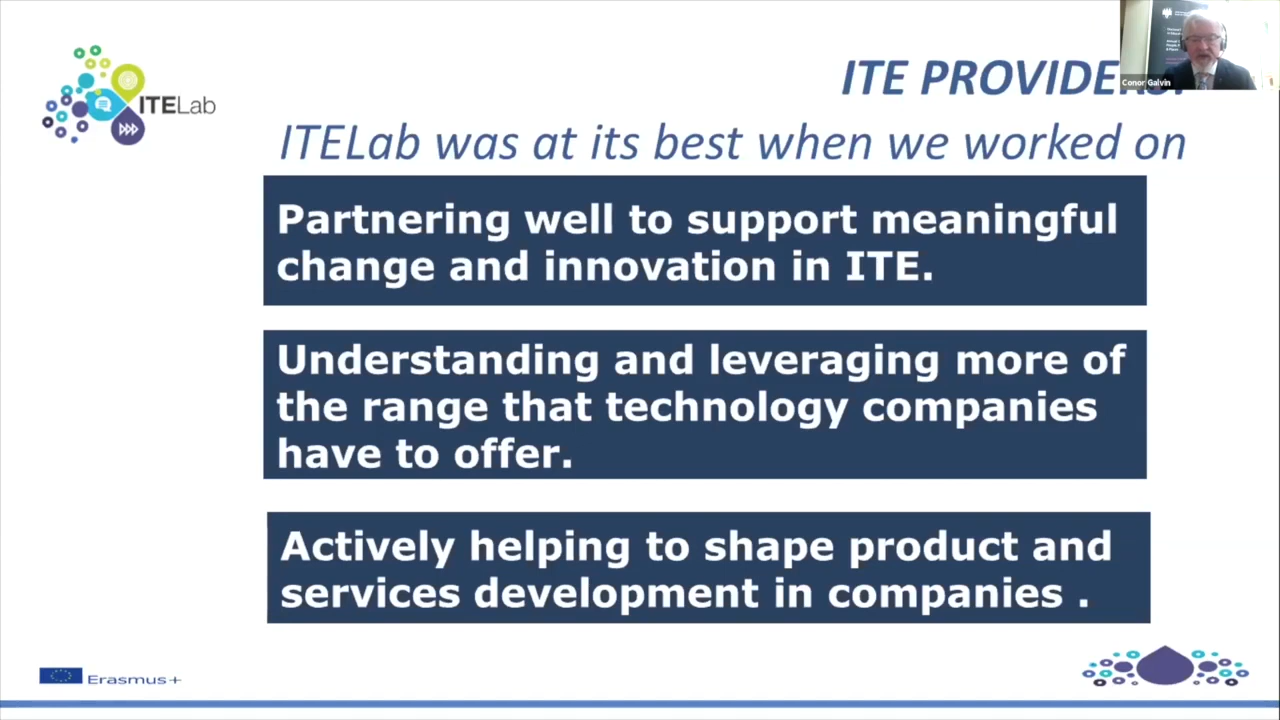 ITELab
ITE PROVIDERS:
ITELab was at its best when we worked on
Conor Galvin
Partnering well to support meaningful
change and innovation in ITE.
Understanding and leveraging more of
the range that technology companies
have to offer.
Actively helping to shape product and
services development in companies .
Erasmus+